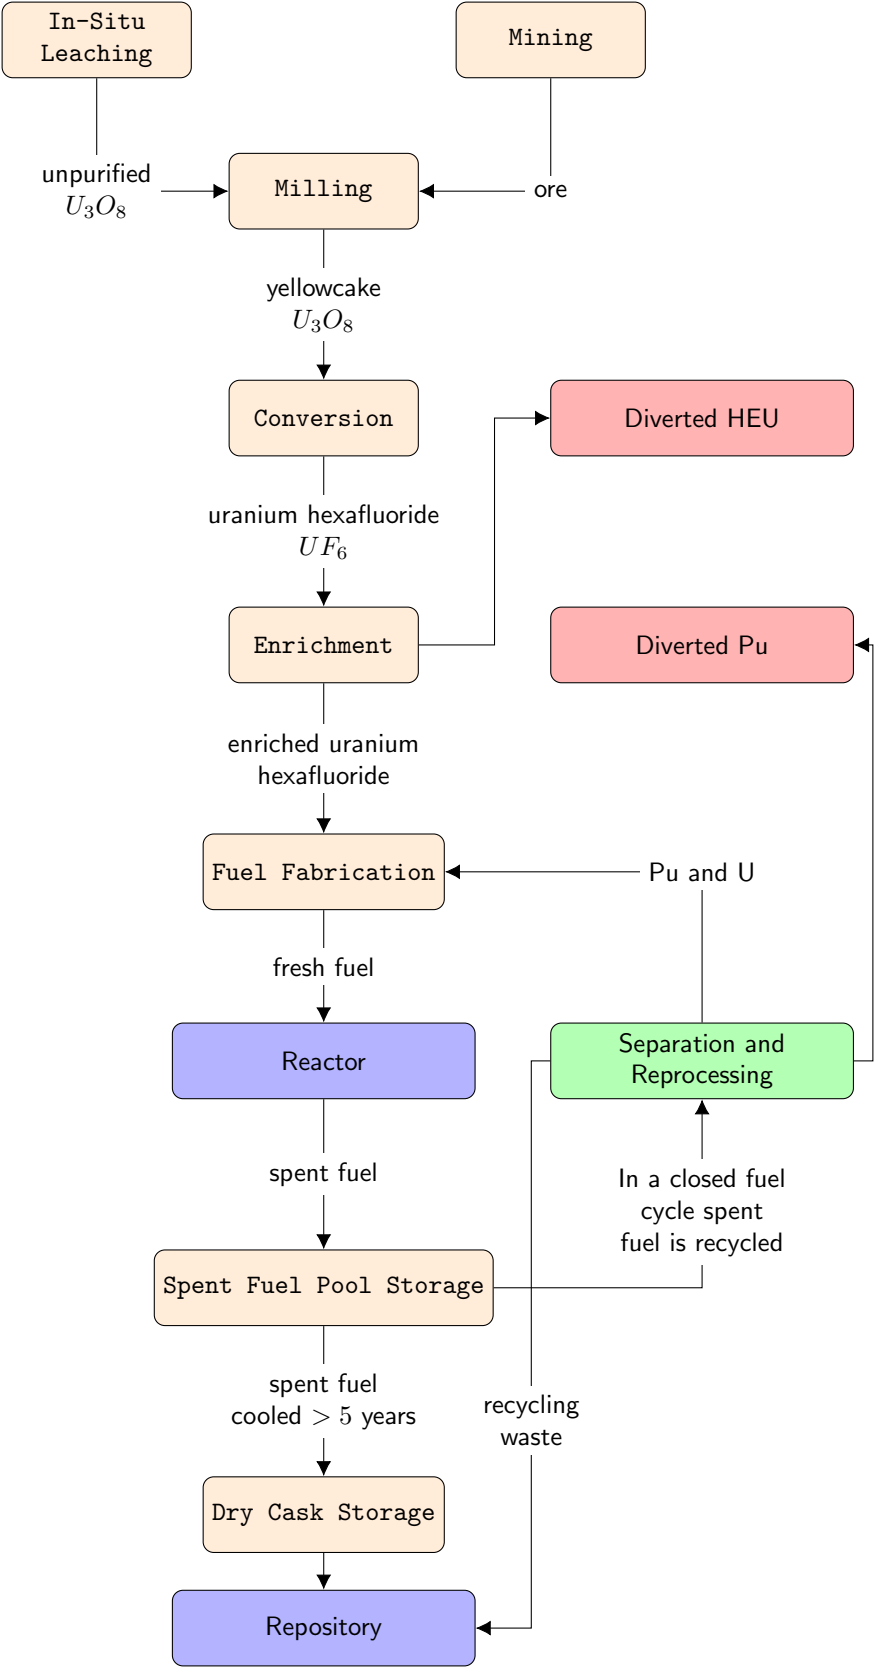 In-Situ
Leaching
Mining
unpurified
U₃O₈
Milling
ore
yellowcake
U₃O₈
Conversion
Diverted HEU
uranium hexafluoride
UF₆
Enrichment
Diverted Pu
enriched uranium
hexafluoride
Fuel Fabrication
Pu and U
fresh fuel
Reactor
Separation and
Reprocessing
spent fuel
In a closed fuel
cycle spent
fuel is recycled
Spent Fuel Pool Storage
spent fuel
cooled > 5 years
recycling
waste
Dry Cask Storage
Repository